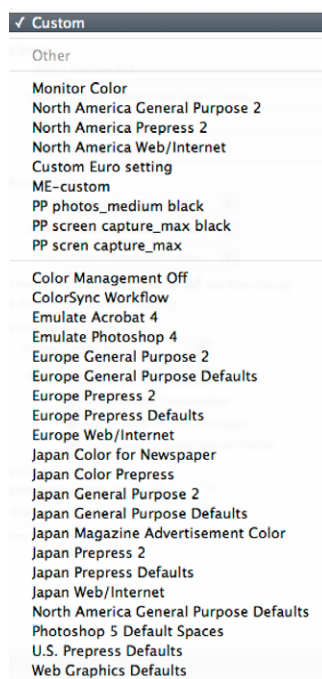 ✓ Custom
Other
Monitor Color
North America General Purpose 2
North America Prepress 2
North America Web/Internet
Custom Euro setting
ME-custom
PP photos_medium black
PP screen capture_max black
PP scren capture_max
Color Management Off
ColorSync Workflow
Emulate Acrobat 4
Emulate Photoshop 4
Europe General Purpose 2
Europe General Purpose Defaults
Europe Prepress 2
Europe Prepress Defaults
Europe Web/Internet
Japan Color for Newspaper
Japan Color Prepress
Japan General Purpose 2
Japan General Purpose Defaults
Japan Magazine Advertisement Color
Japan Prepress 2
Japan Prepress Defaults
Japan Web/Internet
North America General Purpose Defaults
Photoshop 5 Default Spaces
U.S. Prepress Defaults
Web Graphics Defaults